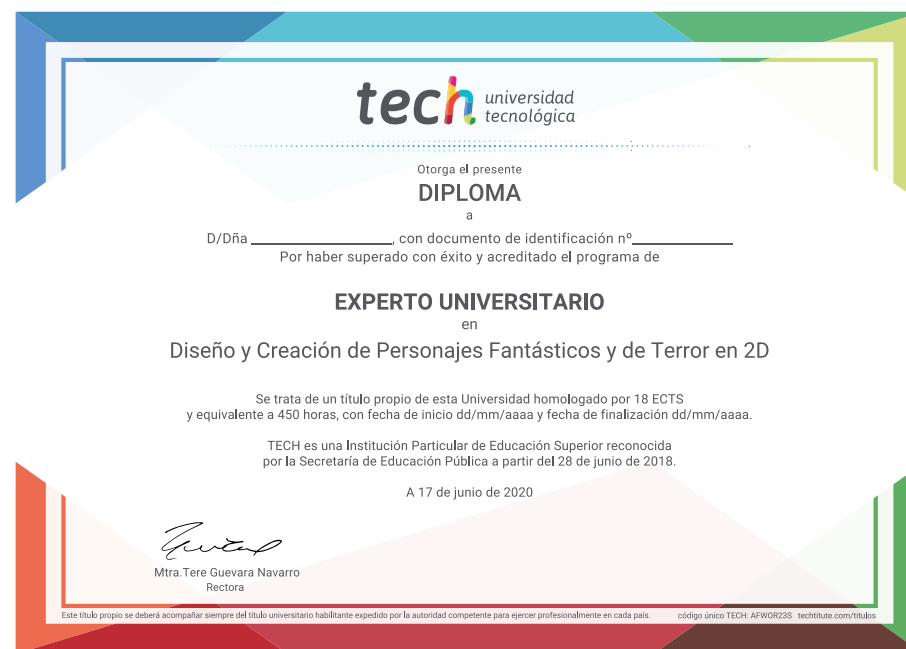 tech universidad
tecnológica
Otorga el presente
DIPLOMA
a
D/Dña ____________________, con documento de identificación nº______________
Por haber superado con éxito y acreditado el programa de
EXPERTO UNIVERSITARIO
en
Diseño y Creación de Personajes Fantásticos y de Terror en 2D
Se trata de un título propio de esta Universidad homologado por 18 ECTS
y equivalente a 450 horas, con fecha de inicio dd/mm/aaaa y fecha de finalización dd/mm/aaaa.
TECH es una Institución Particular de Educación Superior reconocida
por la Secretaría de Educación Pública a partir del 28 de junio de 2018.
A 17 de junio de 2020
Mtra.Tere Guevara Navarro
Rectora
Este título propio se deberá acompañar siempre del título universitario habilitante expedido por la autoridad competente para ejercer profesionalmente en cada país. código único TECH: AFWOR23S techtitute.com/titulos